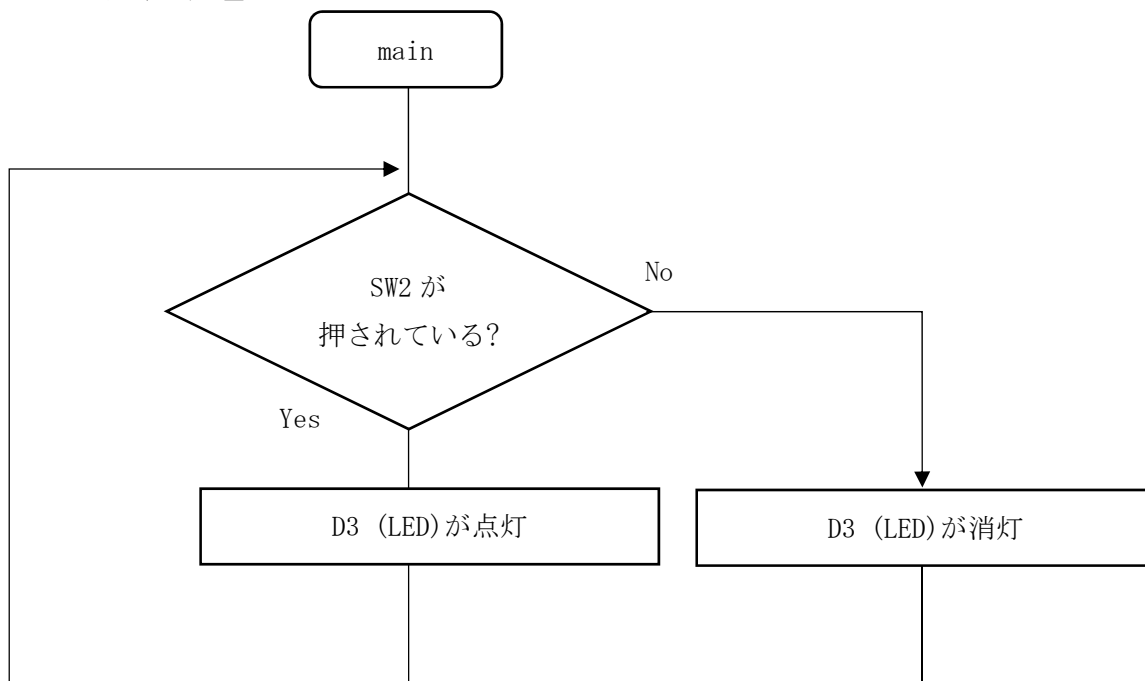 main
SW2 が
押されている?
No
Yes
D3 (LED)が点灯
D3 (LED)が消灯